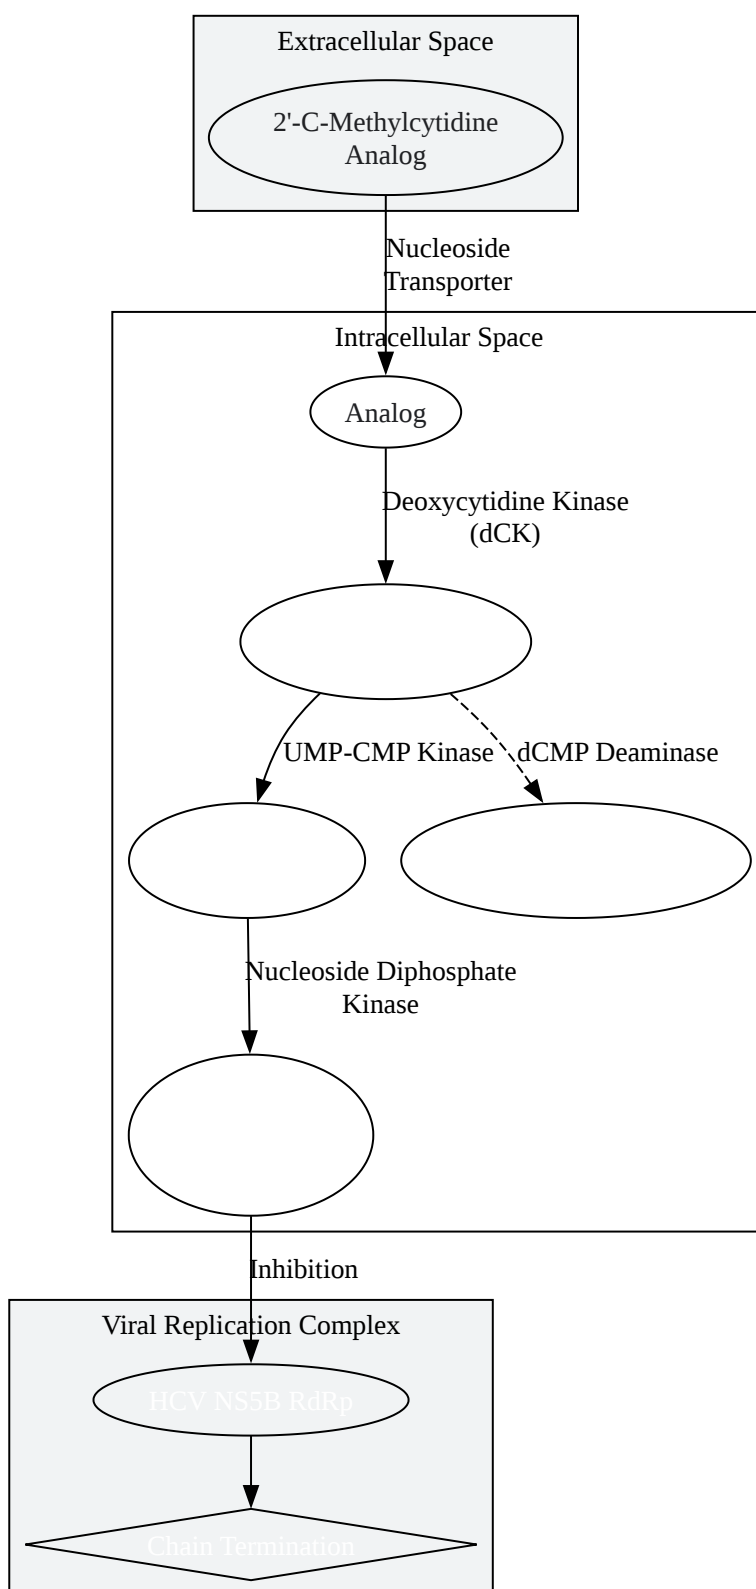 Extracellular Space
2'-C-Methylcytidine
Analog
Nucleoside
Transporter
Intracellular Space
Analog
Deoxycytidine Kinase
(dCK)
UMP-CMP Kinase
dCMP Deaminase
Nucleoside Diphosphate
Kinase
Inhibition
Viral Replication Complex
HCV NS5B RdRp
Chain Termination